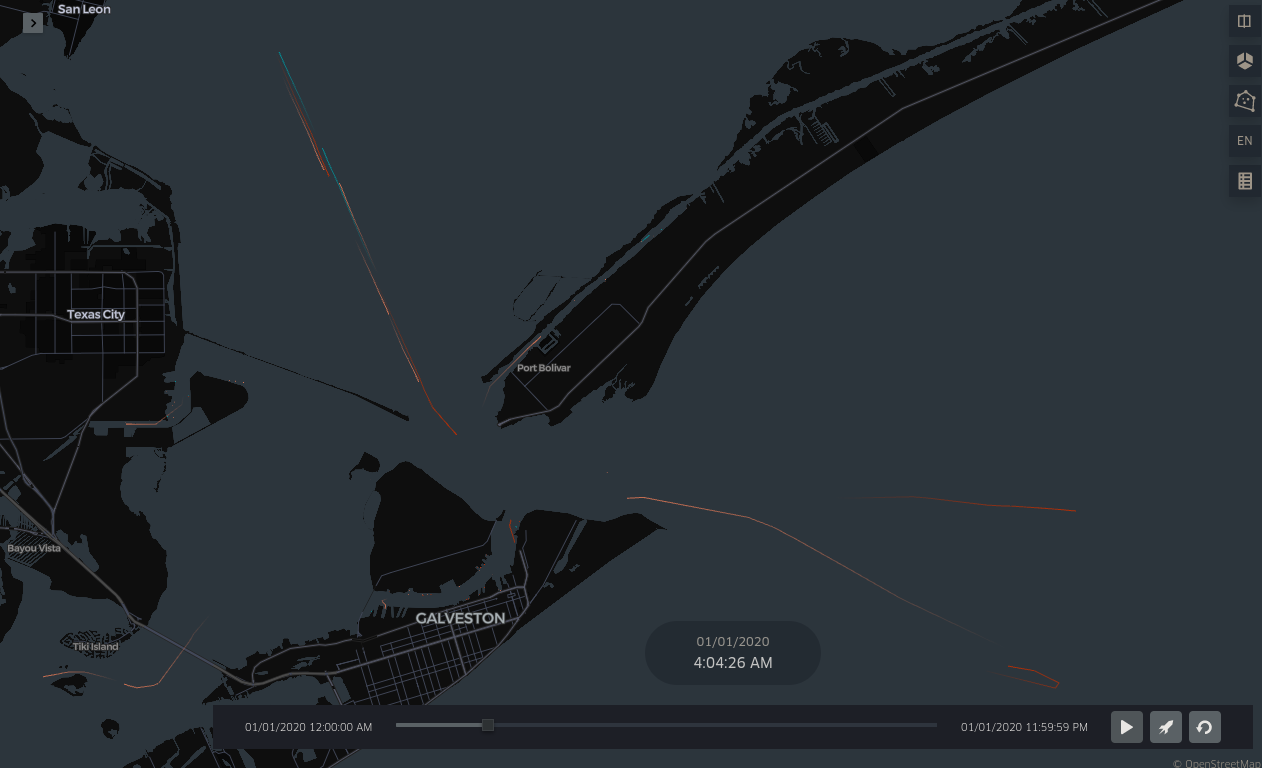 San Leon
EN
Texas City
Port Bolivar
Bayou Vista
GALVESTON
Tiki Island
01/01/2020
4:04:26 AM
01/01/2020 12:00:00 AM
01/01/2020 11:59:59 PM
© OpenStreetMap